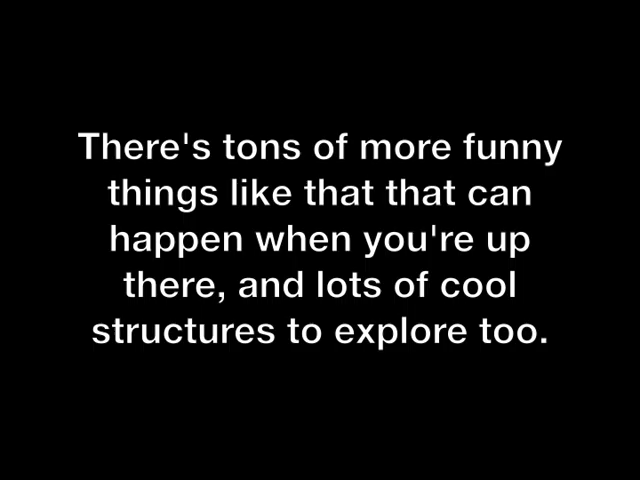 There's tons of more funny
things like that that can
happen when you're up
there, and lots of cool
structures to explore too.